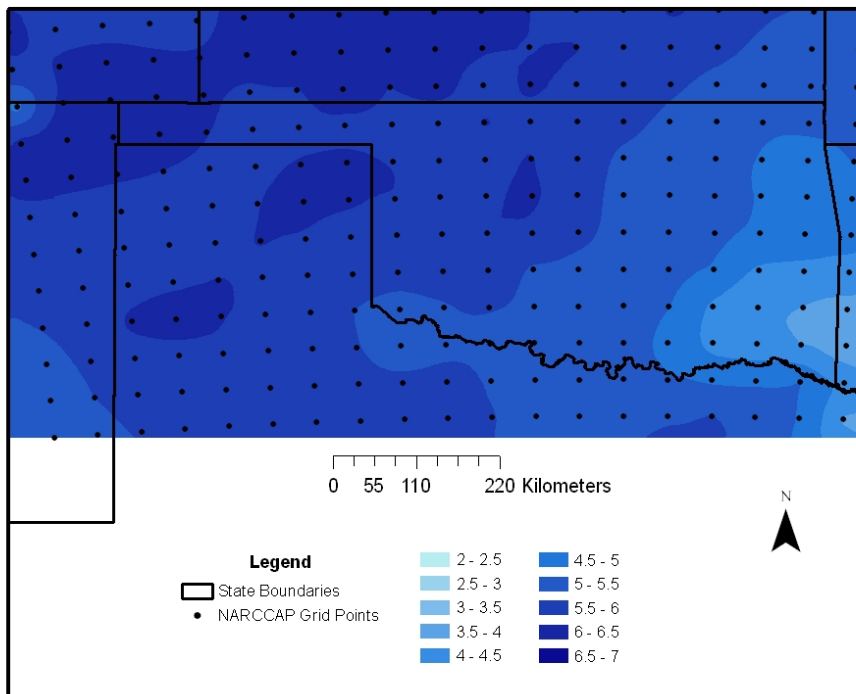 0 55 110 220 Kilometers
N
Legend
State Boundaries
NARCCAP Grid Points
2 - 2.5
2.5 - 3
3 - 3.5
3.5 - 4
4 - 4.5
4.5 - 5
5 - 5.5
5.5 - 6
6 - 6.5
6.5 - 7